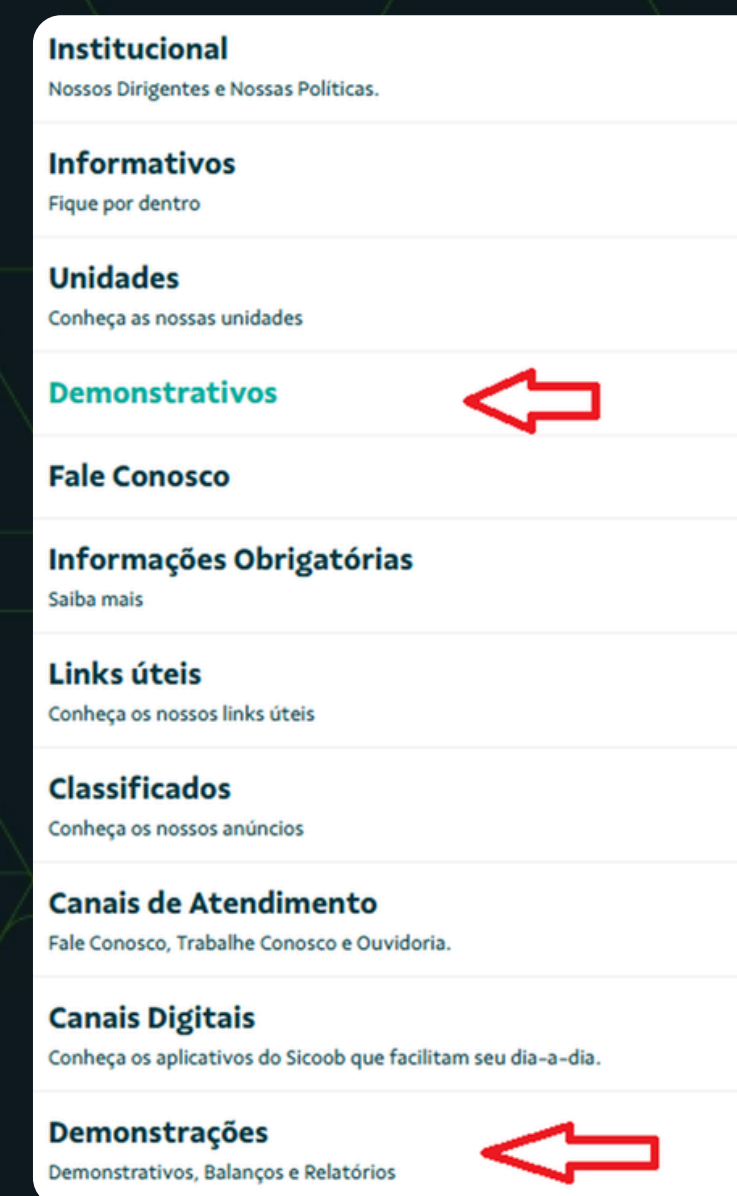 Institucional
Nossos Dirigentes e Nossas Políticas.
Informativos
Fique por dentro
Unidades
Conheça as nossas unidades
Demonstrativos
Fale Conosco
Informações Obrigatórias
Saiba mais
Links úteis
Conheça os nossos links úteis
Classificados
Conheça os nossos anúncios
Canais de Atendimento
Fale Conosco, Trabalhe Conosco e Ouvidoria.
Canais Digitais
Conheça os aplicativos do Sicoob que facilitam seu dia-a-dia.
Demonstrações
Demonstrativos, Balanços e Relatórios